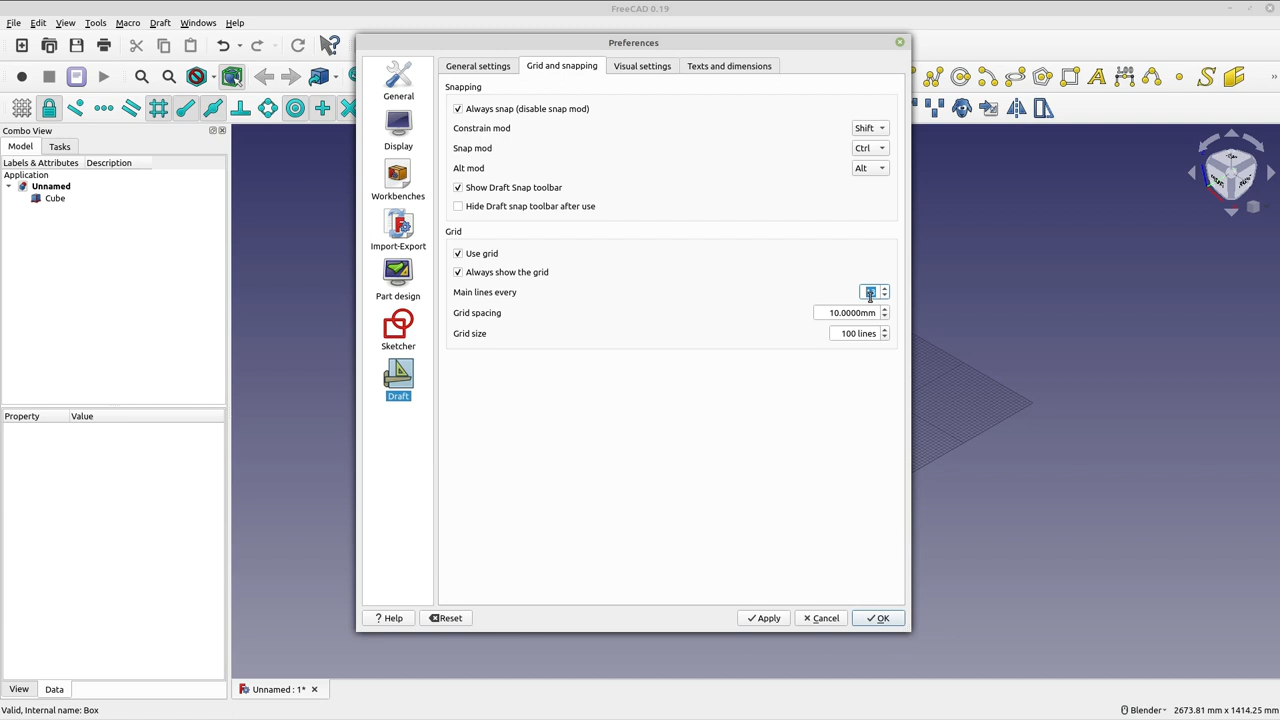 FreeCAD 0.19
File Edit View Tools Macro Draft Windows Help
Preferences
General settings Grid and snapping Visual settings Texts and dimensions
General
Display
Workbenches
Import-Export
Part design
Sketcher
Draft
Snapping
Always snap (disable snap mod)
Constrain mod Shift
Snap mod Ctrl
Alt mod Alt
Show Draft Snap toolbar
Hide Draft snap toolbar after use
Grid
Use grid
Always show the grid
Main lines every
Grid spacing 10.0000mm
Grid size 100 lines
? Help Reset Apply Cancel OK
Combo View
Model Tasks
Labels & Attributes Description
Application
Unnamed
Cube
Property Value
View Data
Unnamed : 1*
Valid, Internal name: Box
Blender 2673.81 mm x 1414.25 mm